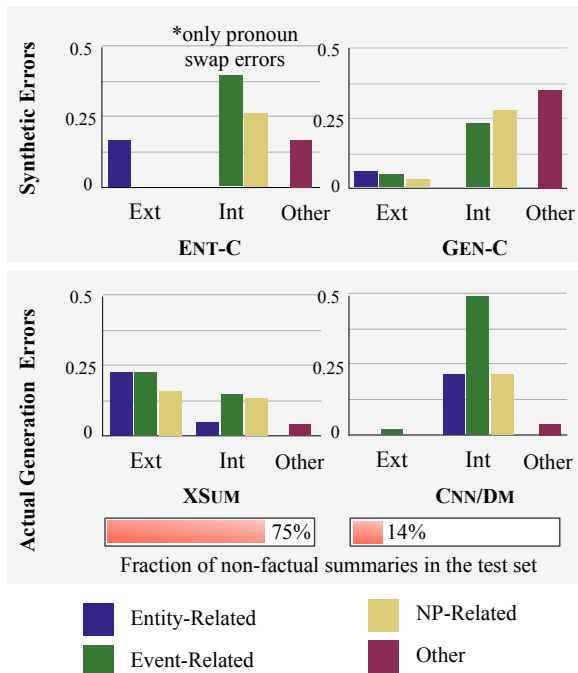 *only pronoun
swap errors
Synthetic Errors
0.5
0.25
0
Ext Int Other
ENT-C
0.5
0.25
0
Ext Int Other
GEN-C
Actual Generation Errors
0.5
0.25
0
Ext Int Other
XSUM
0.5
0.25
0
Ext Int Other
CNN/DM
75%
14%
Fraction of non-factual summaries in the test set
Entity-Related
NP-Related
Event-Related
Other